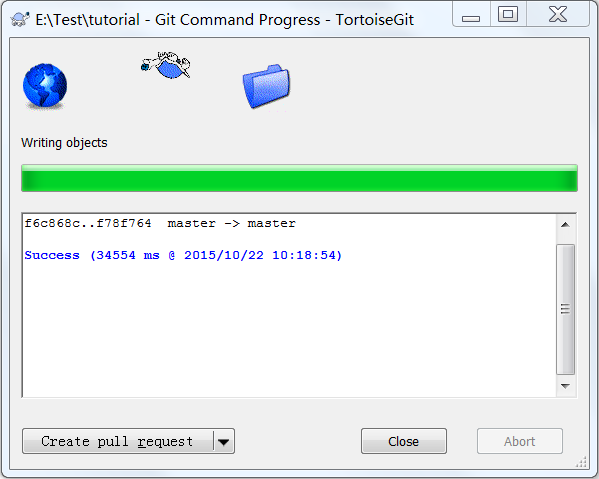 E:\Test\tutorial - Git Command Progress - TortoiseGit
Writing objects
f6c868c..f78f764  master -> master
Success (34554 ms @ 2015/10/22 10:18:54)
Create pull request
Close
Abort